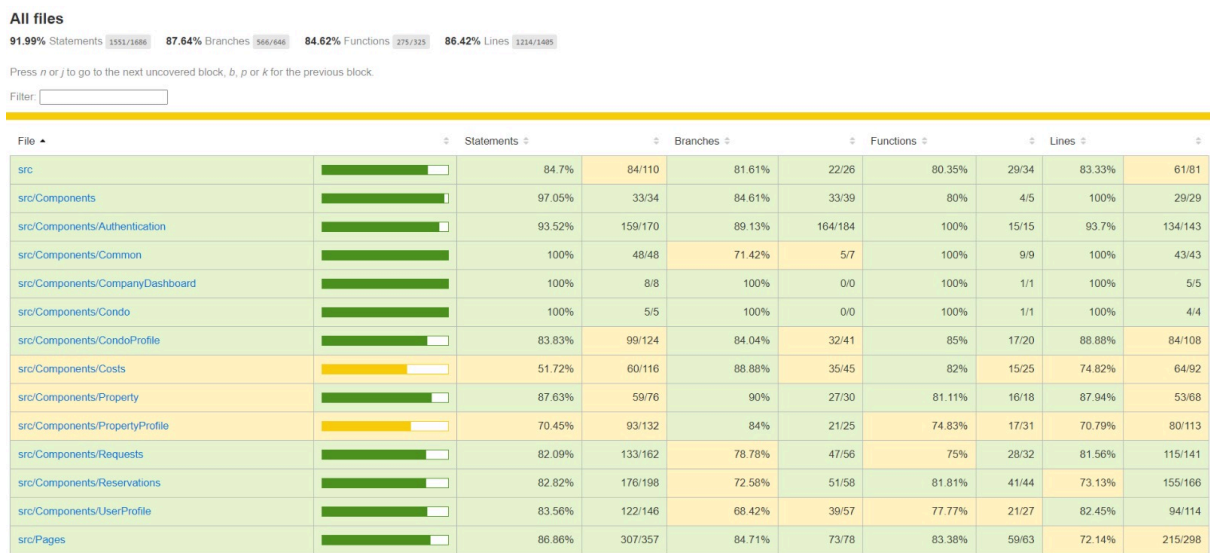 All files
91.99% Statements 1551/1686 87.64% Branches 566/646 84.62% Functions 275/325 86.42% Lines 1214/1405
Press n or j to go to the next uncovered block, b, p or k for the previous block.
Filter:
File Statements Branches Functions Lines
src 84.7% 84/110 81.61% 22/26 80.35% 29/34 83.33% 61/81
src/Components 97.05% 33/34 84.61% 33/39 80% 4/5 100% 29/29
src/Components/Authentication 93.52% 159/170 89.13% 164/184 100% 15/15 93.7% 134/143
src/Components/Common 100% 48/48 71.42% 5/7 100% 9/9 100% 43/43
src/Components/CompanyDashboard 100% 8/8 100% 0/0 100% 1/1 100% 5/5
src/Components/Condo 100% 5/5 100% 0/0 100% 1/1 100% 4/4
src/Components/CondoProfile 83.83% 99/124 84.04% 32/41 85% 17/20 88.88% 84/108
src/Components/Costs 51.72% 60/116 88.88% 35/45 82% 15/25 74.82% 64/92
src/Components/Property 87.63% 59/76 90% 27/30 81.11% 16/18 87.94% 53/68
src/Components/PropertyProfile 70.45% 93/132 84% 21/25 74.83% 17/31 70.79% 80/113
src/Components/Requests 82.09% 133/162 78.78% 47/56 75% 28/32 81.56% 115/141
src/Components/Reservations 82.82% 176/198 72.58% 51/58 81.81% 41/44 73.13% 155/166
src/Components/UserProfile 83.56% 122/146 68.42% 39/57 77.77% 21/27 82.45% 94/114
src/Pages 86.86% 307/357 84.71% 73/78 83.38% 59/63 72.14% 215/298